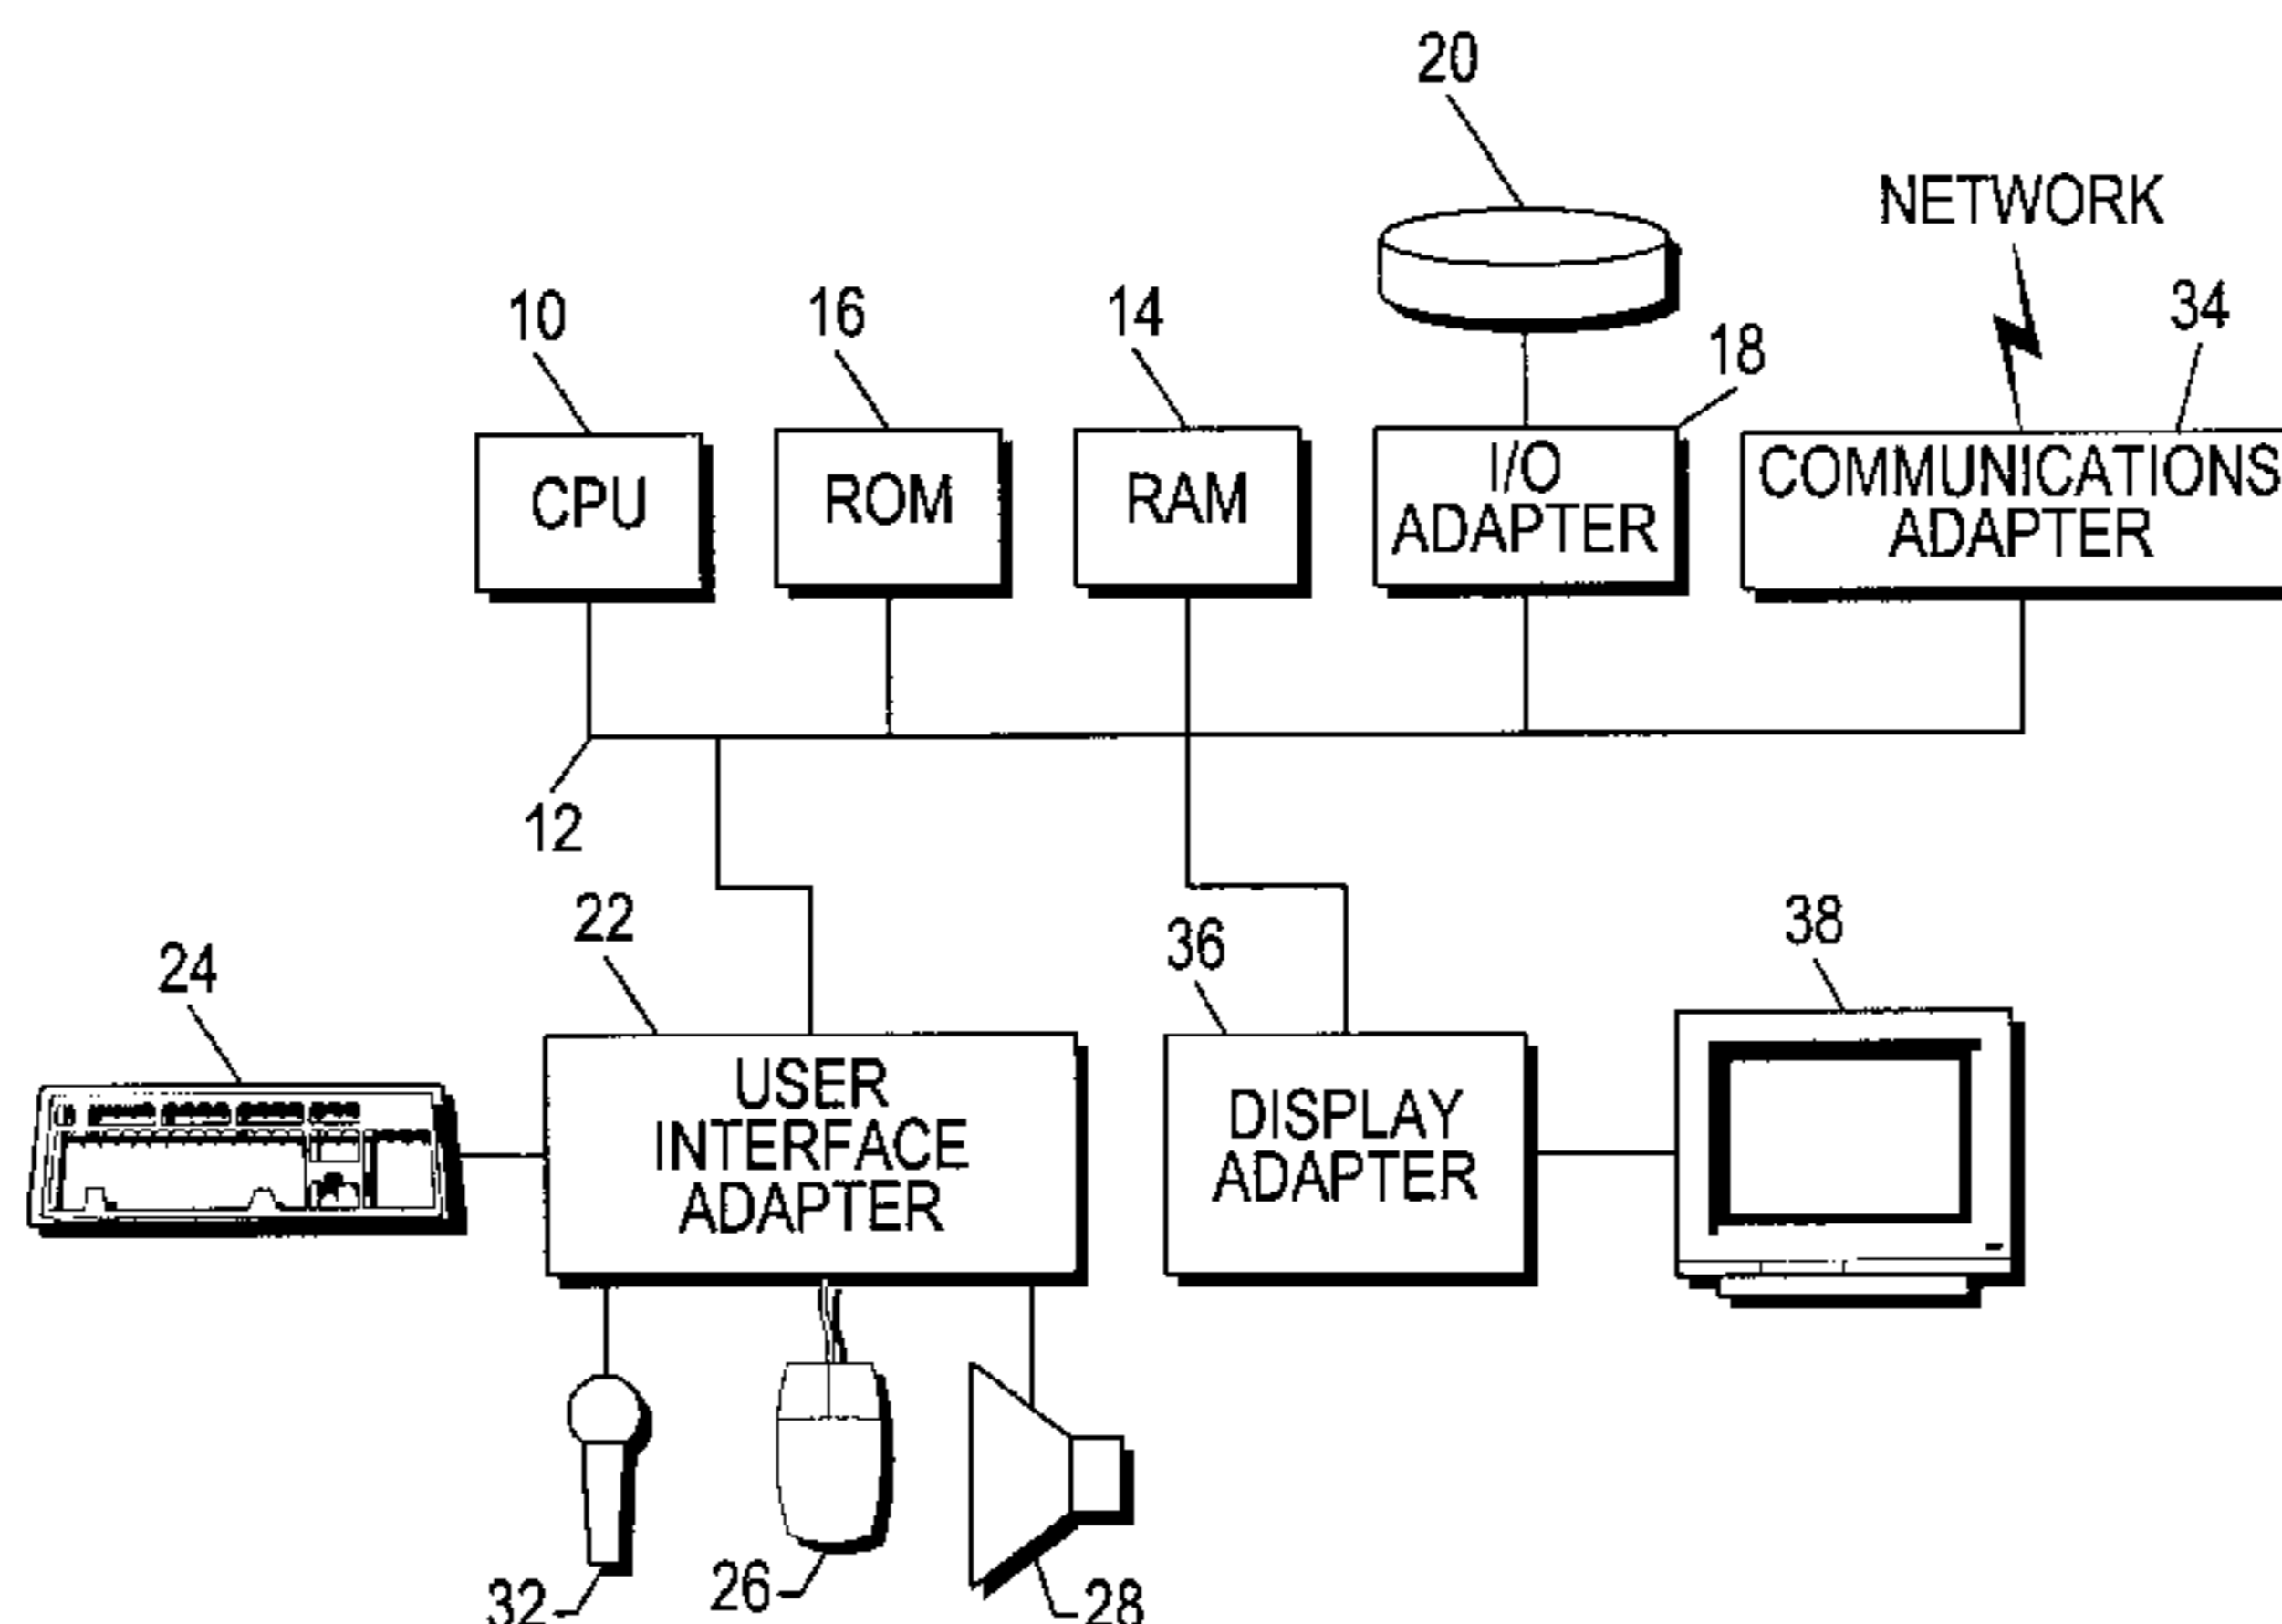 20
NETWORK
10
16
14
18
34
CPU
ROM
RAM
I/O
ADAPTER
COMMUNICATIONS
ADAPTER
12
22
36
38
24
USER
INTERFACE
ADAPTER
DISPLAY
ADAPTER
32
26
28